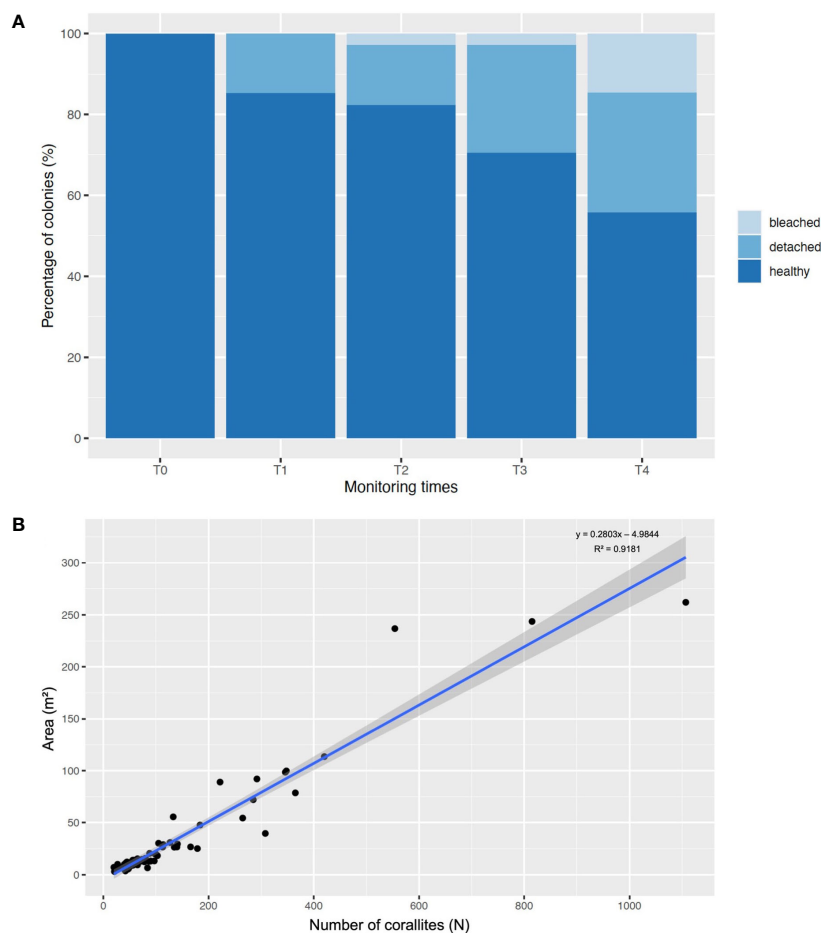 A
100
80
60
40
20
0
Percentage of colonies (%)
T0 T1 T2 T3 T4
Monitoring times
bleached
detached
healthy
B
y = 0.2803x – 4.9844
R² = 0.9181
300
250
200
150
100
50
0
Area (m²)
0 200 400 600 800 1000
Number of corallites (N)